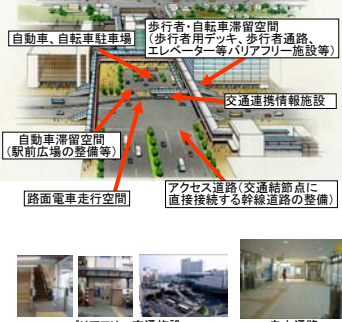 自動車、自転車駐車場
歩行者・自転車滞留空間
(歩行者用デッキ、歩行者通路、
エレベーター等バリアフリー施設等)
交通連携情報施設
自動車滞留空間
(駅前広場の整備等)
路面電車走行空間
アクセス道路(交通結節点に
直接接続する幹線道路の整備)